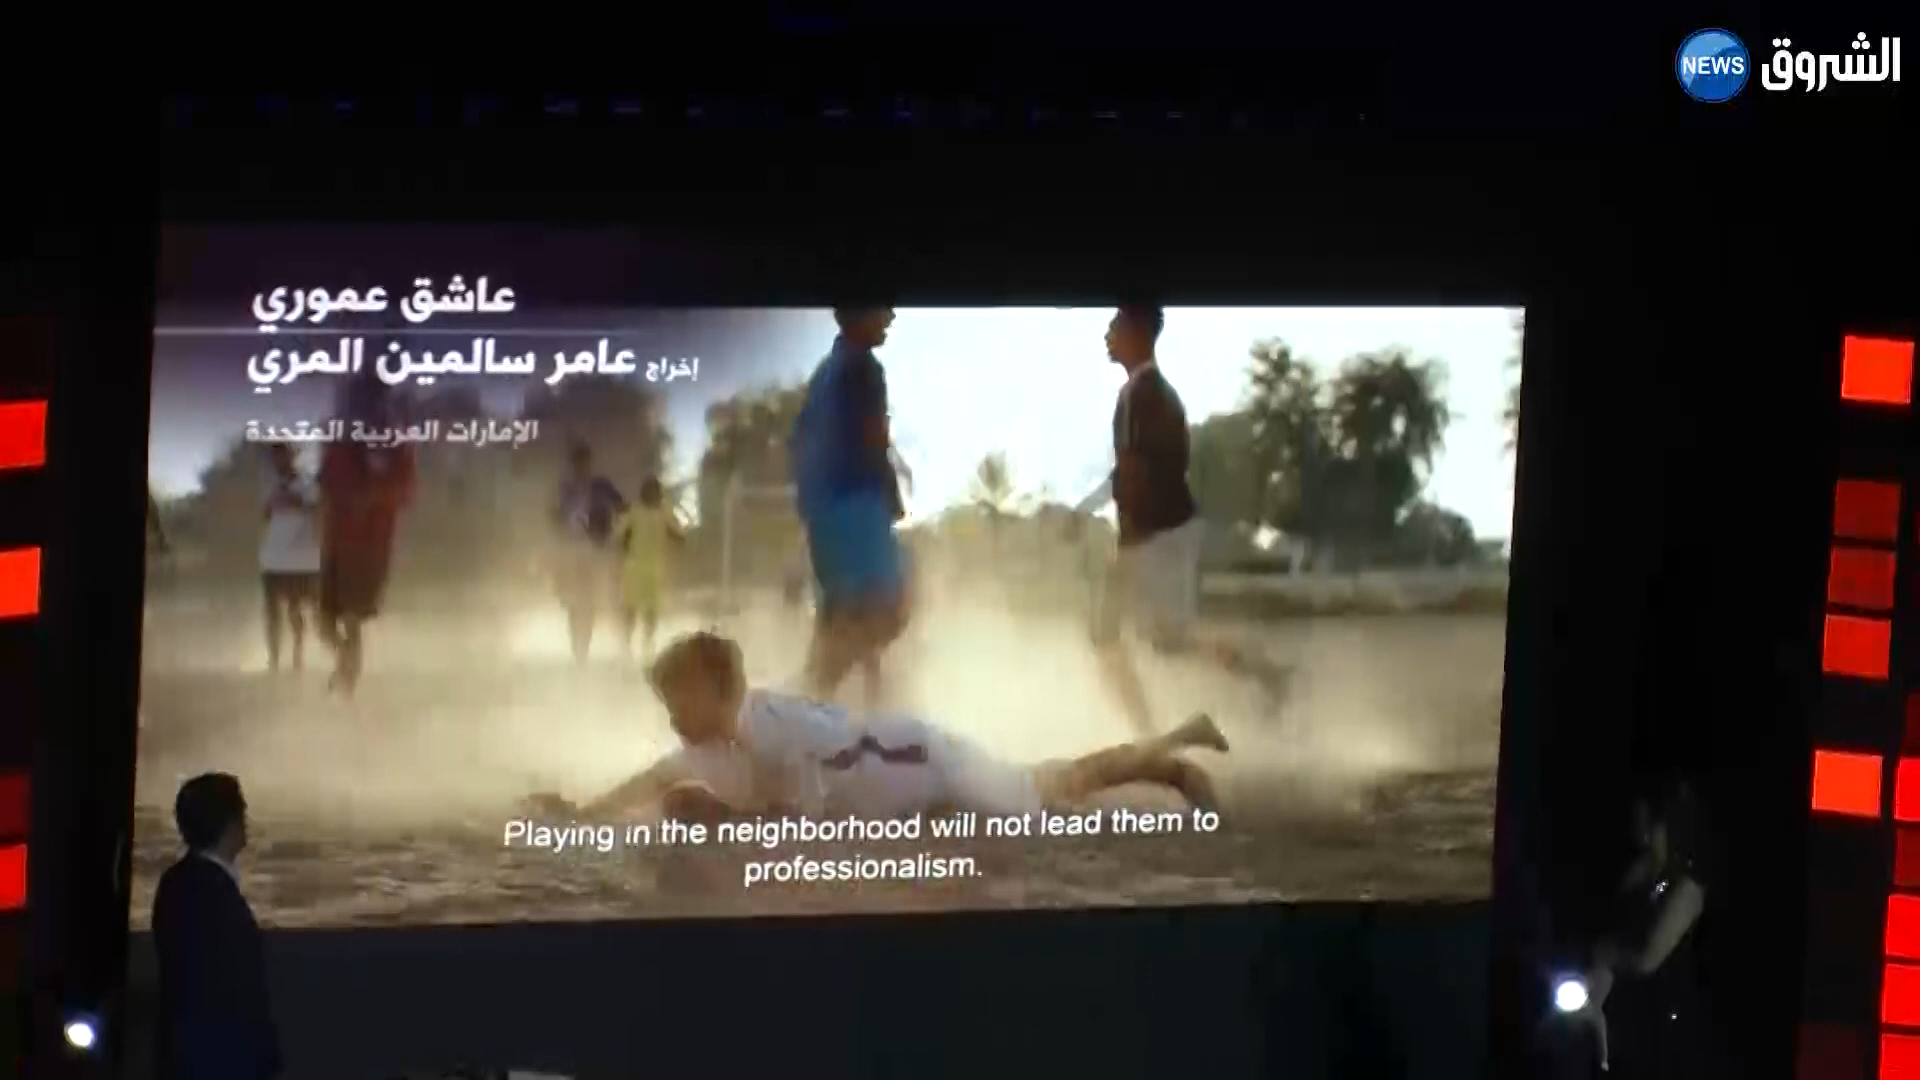 NEWS الشروق
عاشق عموري
إخراج عامر سالمين المري
الإمارات العربية المتحدة
Playing in the neighborhood will not lead them to
professionalism.